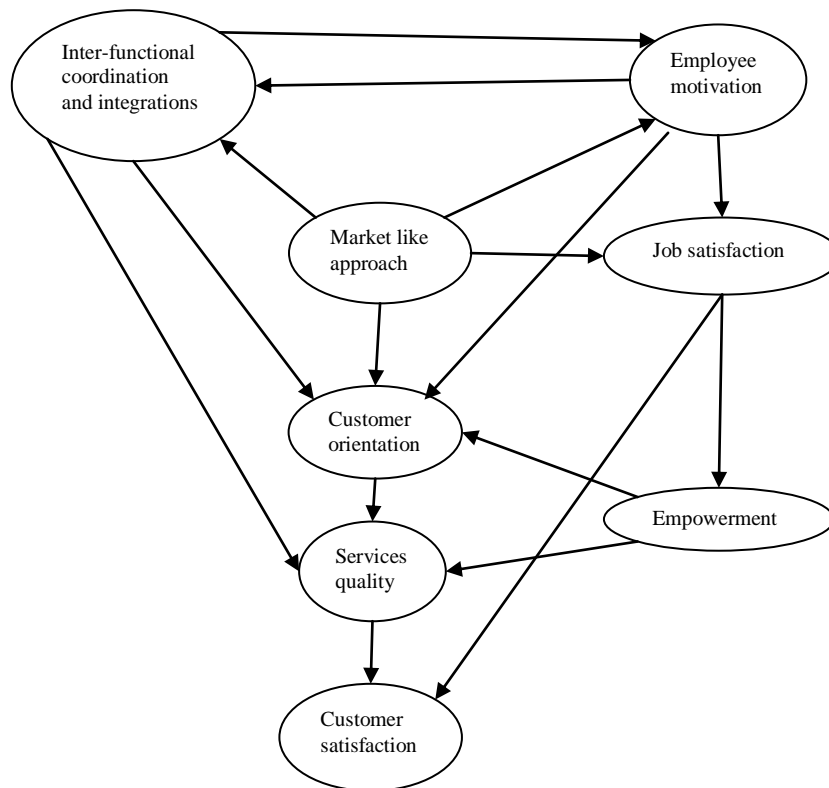 Inter-functional
coordination
and integrations
Employee
motivation
Market like
approach
Job satisfaction
Customer
orientation
Empowerment
Services
quality
Customer
satisfaction